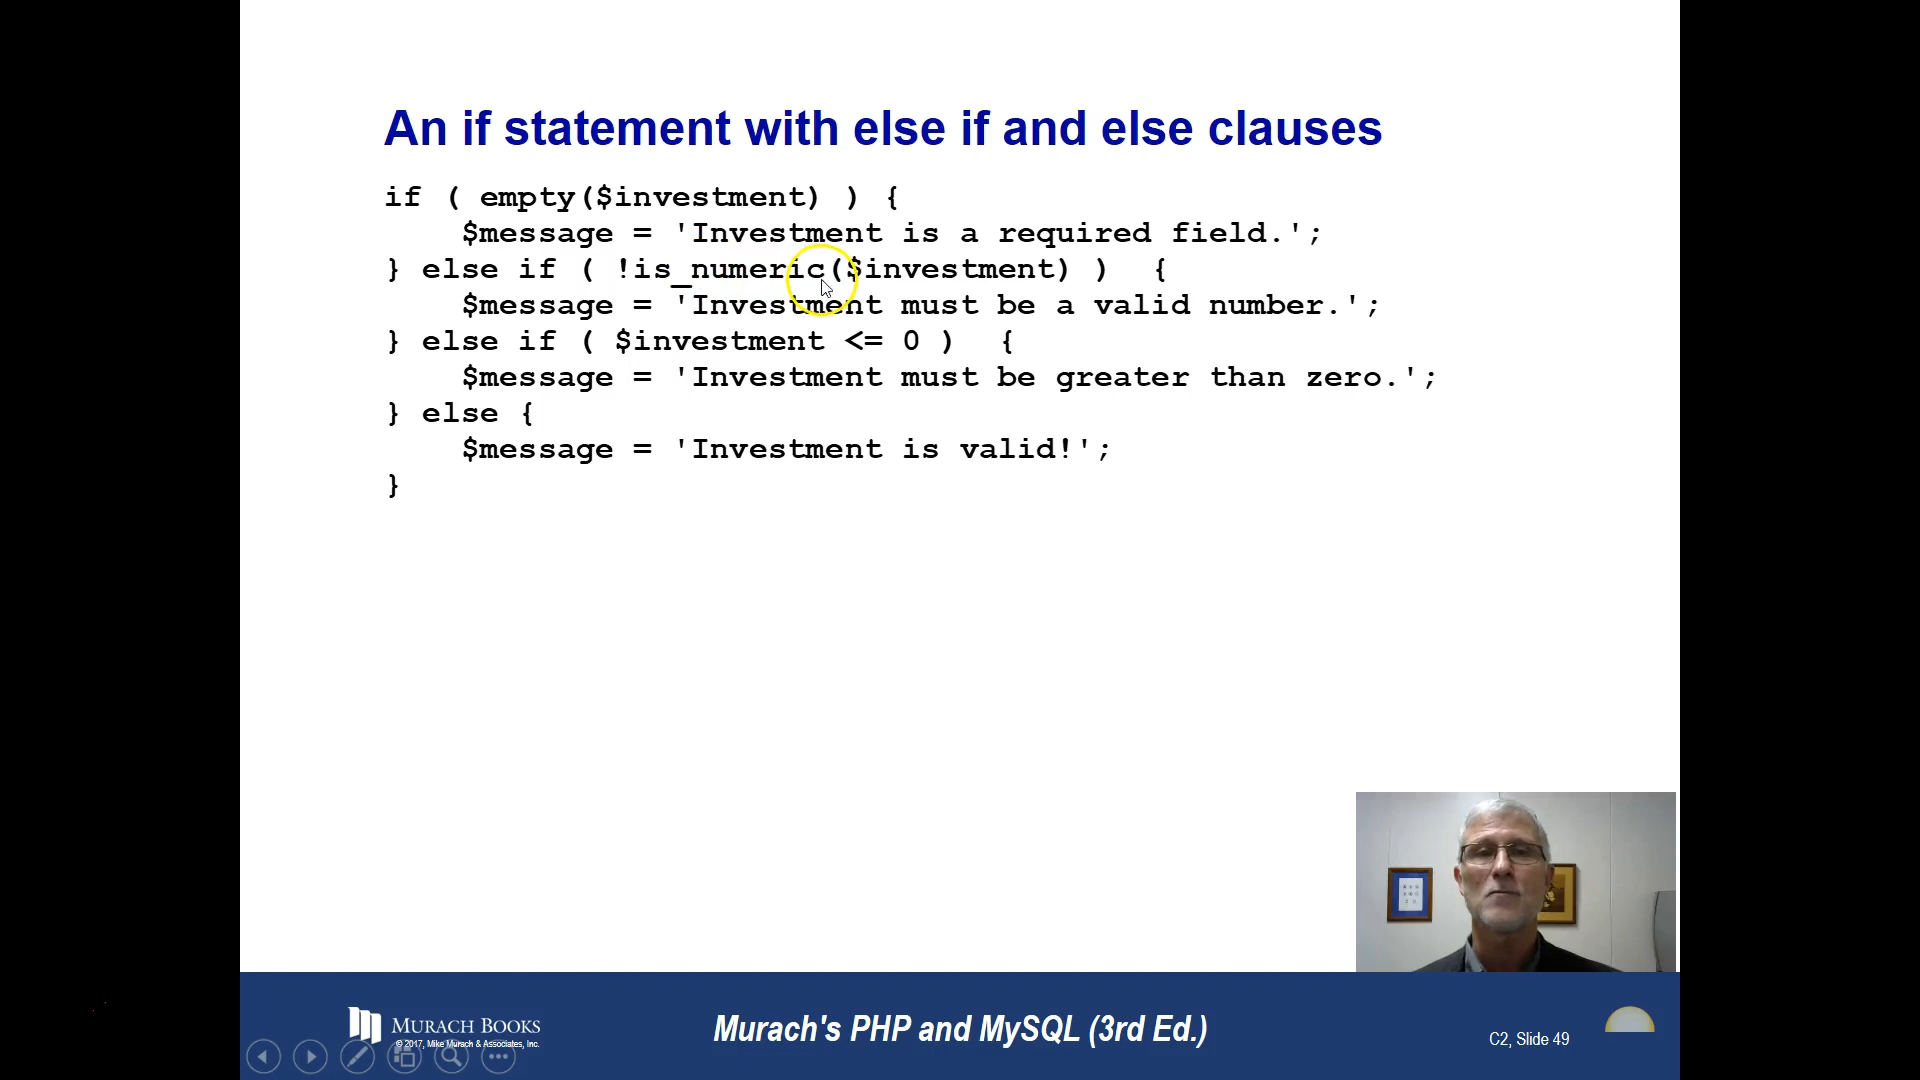 An if statement with else if and else clauses
if ( empty($investment) ) {
    $message = 'Investment is a required field.';
} else if ( !is_numeric($investment) )  {
    $message = 'Investment must be a valid number.';
} else if ( $investment <= 0 )  {
    $message = 'Investment must be greater than zero.';
} else {
    $message = 'Investment is valid!';
}
MURACH BOOKS
© 2017, Mike Murach & Associates, Inc.
Murach's PHP and MySQL (3rd Ed.)
C2, Slide 49